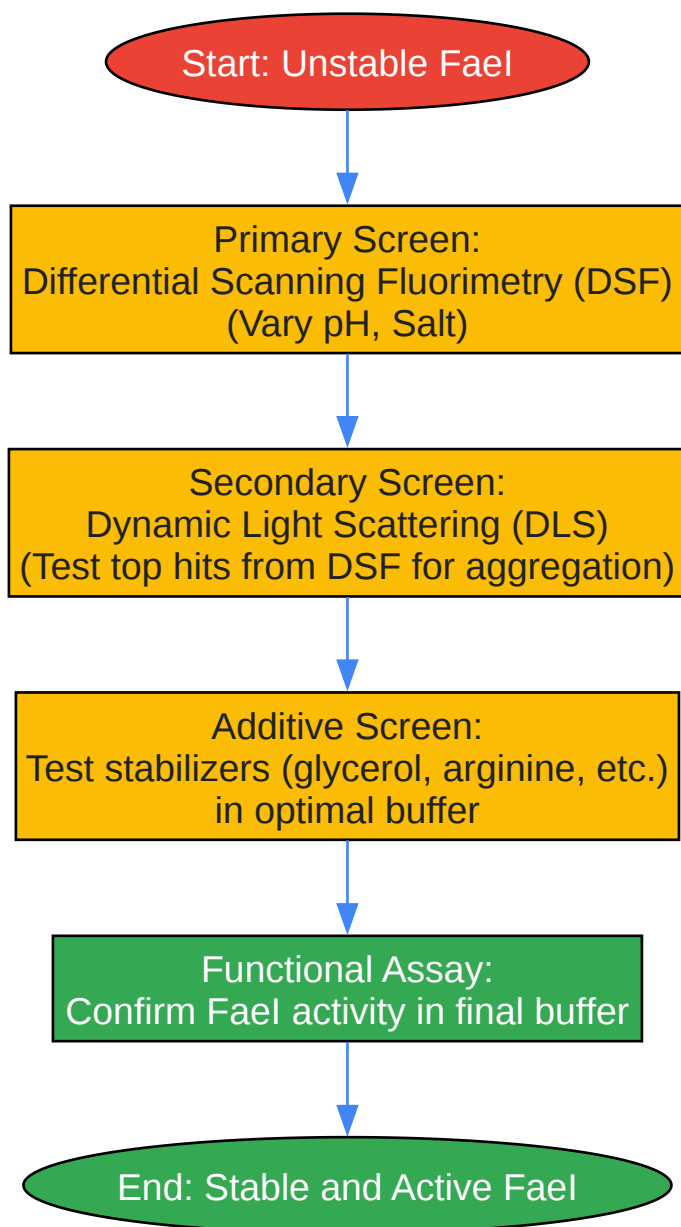 Start: Unstable FaeI
Primary Screen:
Differential Scanning Fluorimetry (DSF)
(Vary pH, Salt)
Secondary Screen:
Dynamic Light Scattering (DLS)
(Test top hits from DSF for aggregation)
Additive Screen:
Test stabilizers (glycerol, arginine, etc.)
in optimal buffer
Functional Assay:
Confirm FaeI activity in final buffer
End: Stable and Active FaeI